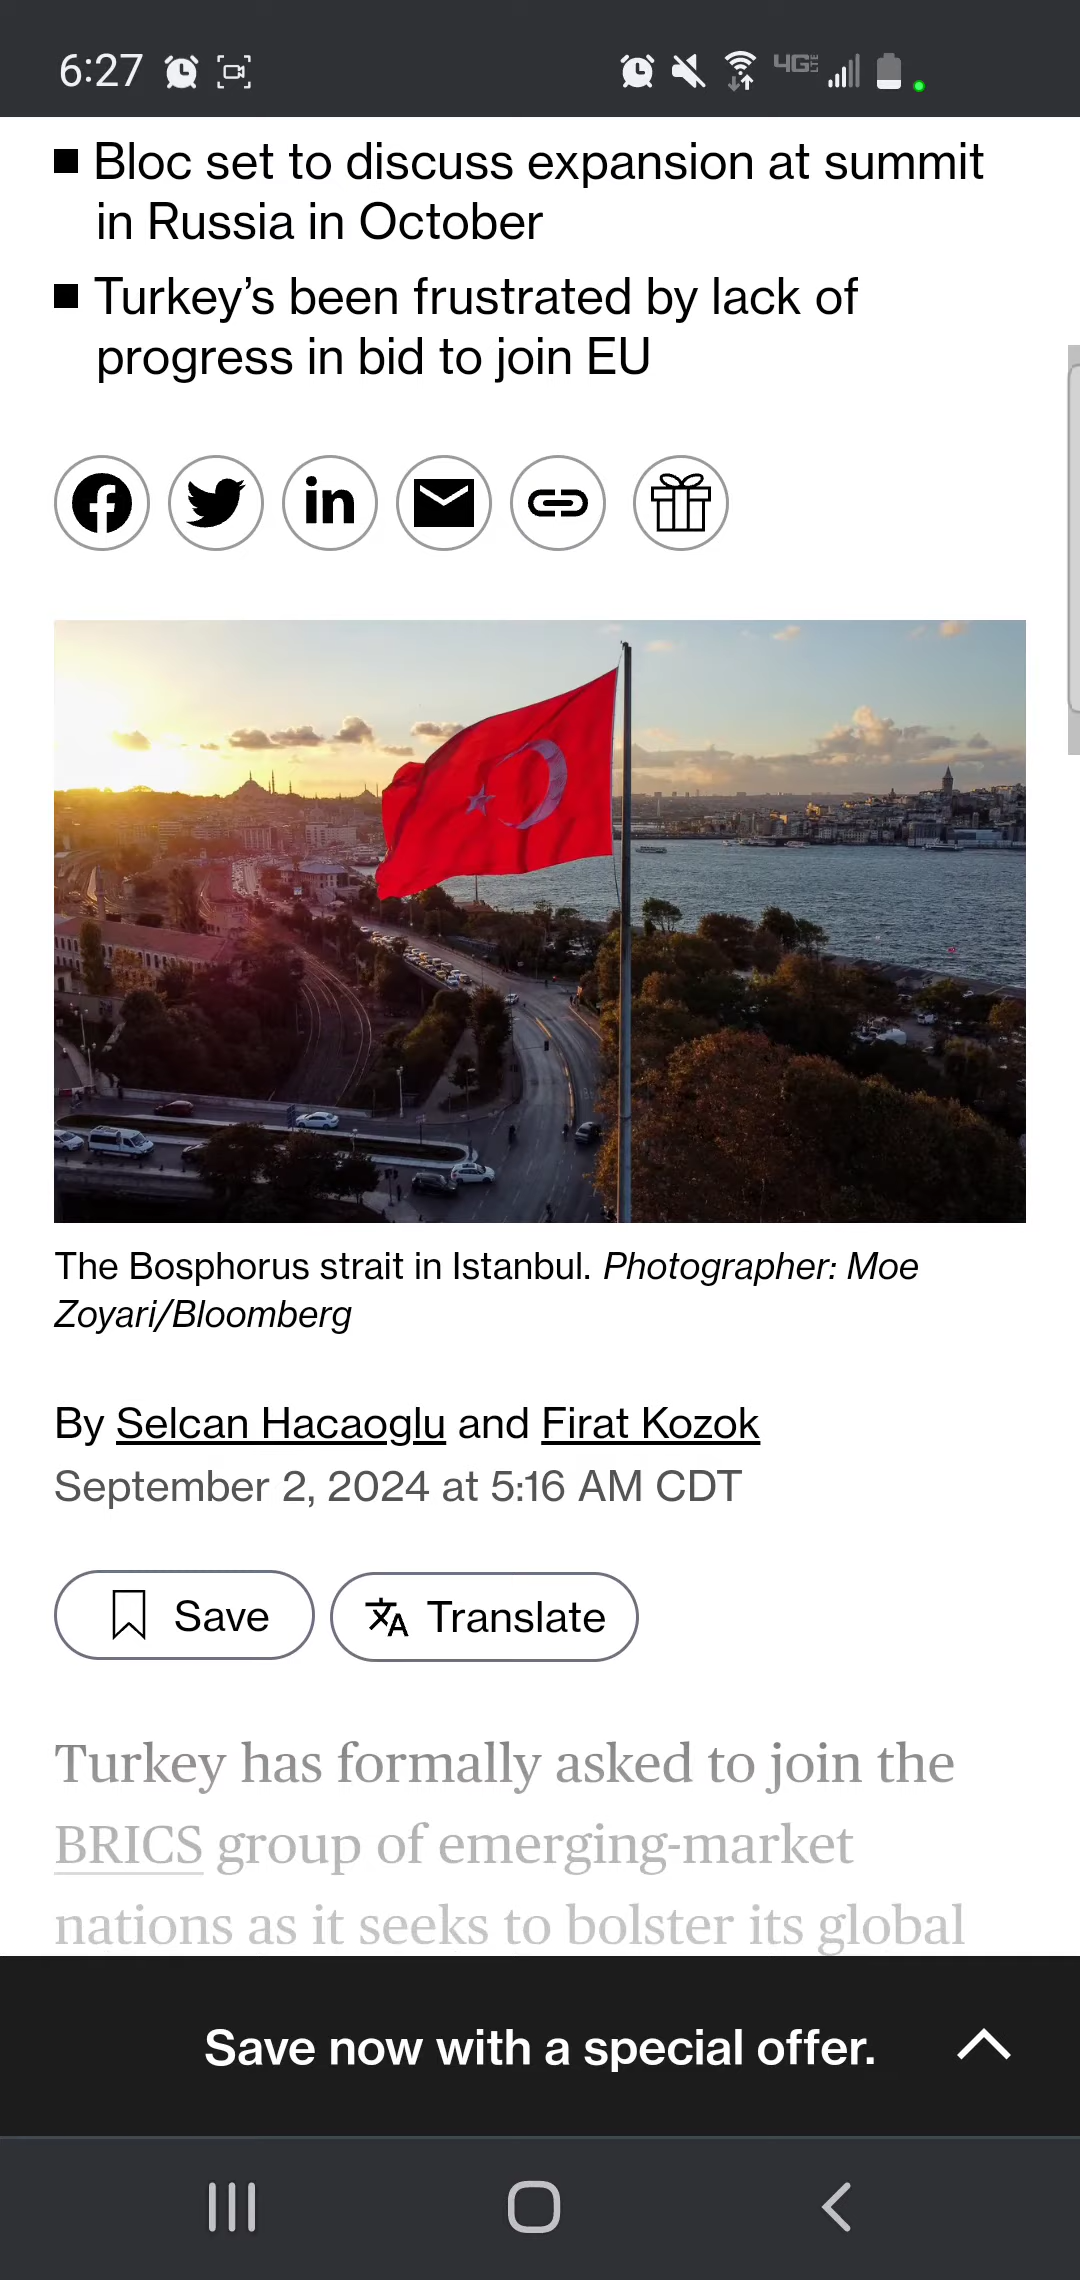 6:27
4G LTE
Bloc set to discuss expansion at summit
in Russia in October
Turkey’s been frustrated by lack of
progress in bid to join EU
The Bosphorus strait in Istanbul. Photographer: Moe
Zoyari/Bloomberg
By Selcan Hacaoglu and Firat Kozok
September 2, 2024 at 5:16 AM CDT
Save
Translate
Turkey has formally asked to join the
BRICS group of emerging-market
nations as it seeks to bolster its global
Save now with a special offer.